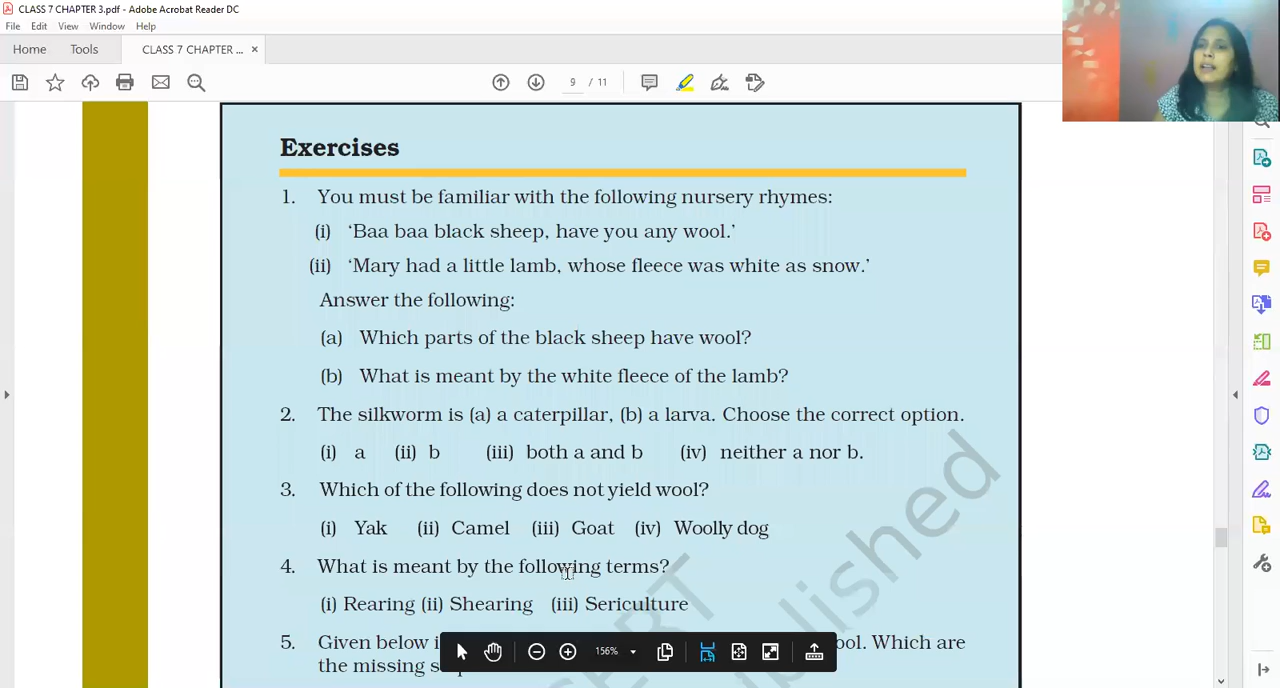 CLASS 7 CHAPTER 3.pdf - Adobe Acrobat Reader DC
File Edit View Window Help
Home Tools CLASS 7 CHAPTER ... ×
9 / 11
Exercises
1. You must be familiar with the following nursery rhymes:
(i) ‘Baa baa black sheep, have you any wool.’
(ii) ‘Mary had a little lamb, whose fleece was white as snow.’
Answer the following:
(a) Which parts of the black sheep have wool?
(b) What is meant by the white fleece of the lamb?
2. The silkworm is (a) a caterpillar, (b) a larva. Choose the correct option.
(i) a (ii) b (iii) both a and b (iv) neither a nor b.
3. Which of the following does not yield wool?
(i) Yak (ii) Camel (iii) Goat (iv) Woolly dog
4. What is meant by the following terms?
(i) Rearing (ii) Shearing (iii) Sericulture
5. Given below ool. Which are
the missing
156%